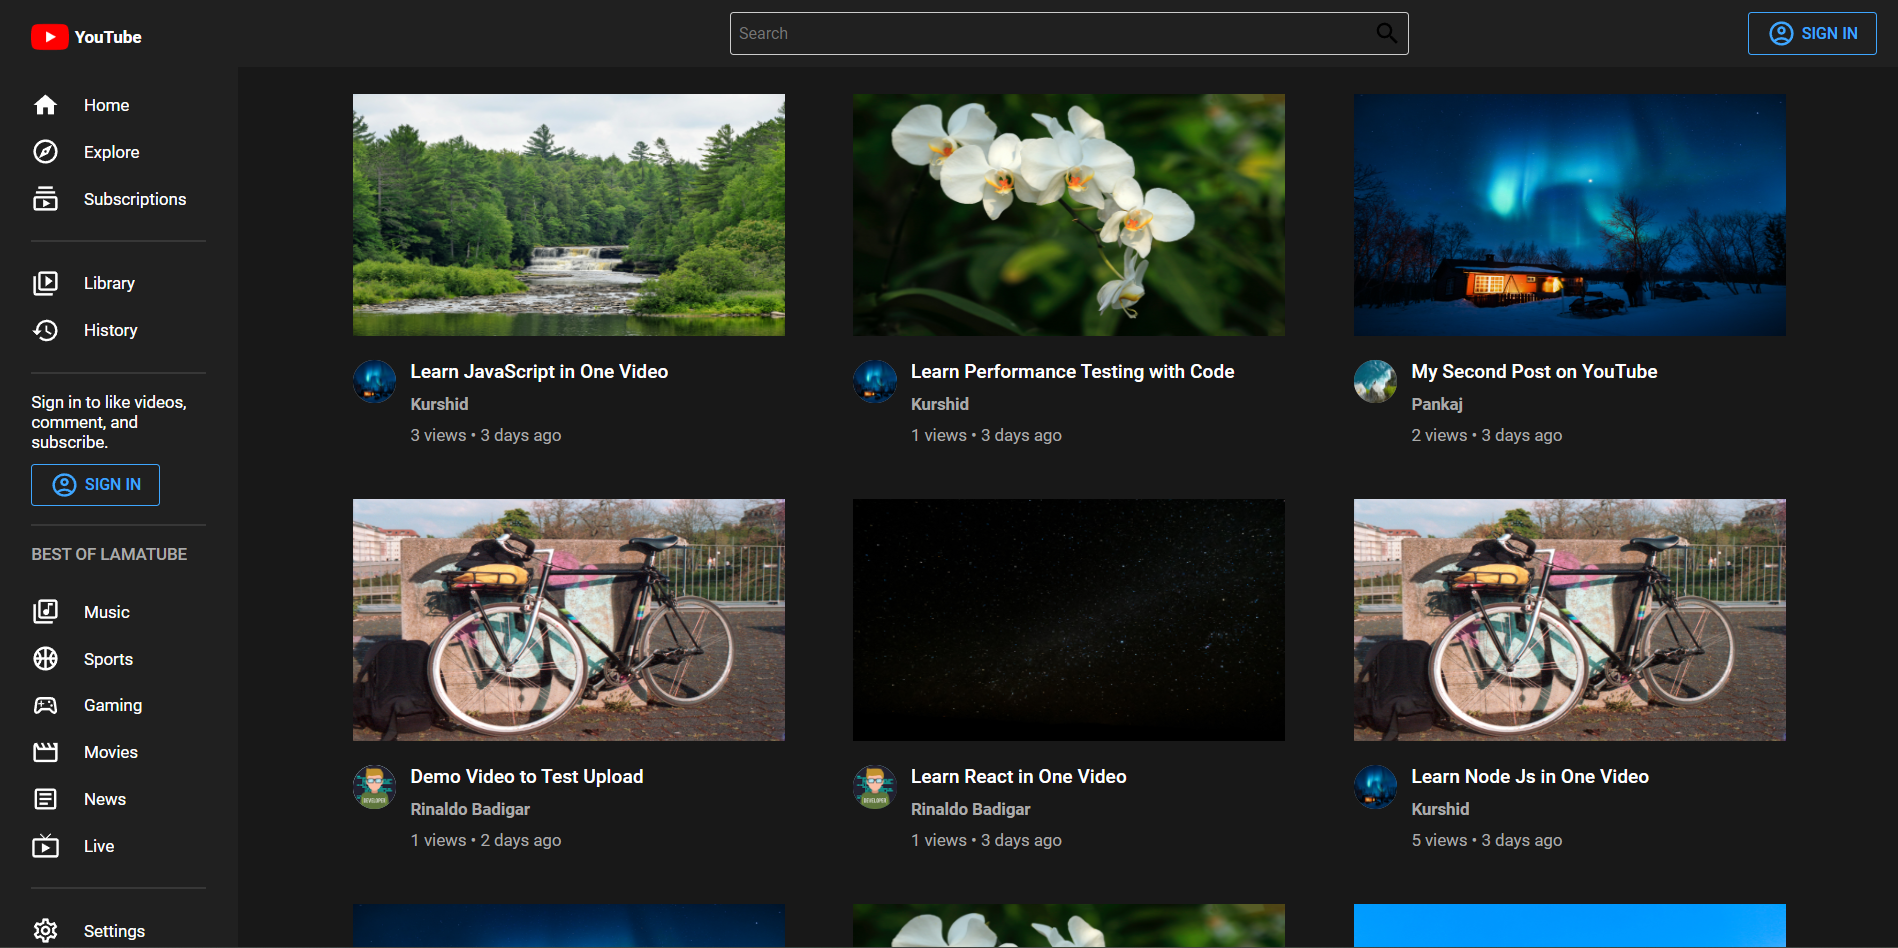 YouTube
Search
SIGN IN
Home
Explore
Subscriptions
Library
History
Sign in to like videos,
comment, and
subscribe.
SIGN IN
BEST OF LAMATUBE
Music
Sports
Gaming
Movies
News
Live
Settings
Learn JavaScript in One Video
Kurshid
3 views • 3 days ago
Learn Performance Testing with Code
Kurshid
1 views • 3 days ago
My Second Post on YouTube
Pankaj
2 views • 3 days ago
Demo Video to Test Upload
Rinaldo Badigar
1 views • 2 days ago
Learn React in One Video
Rinaldo Badigar
1 views • 3 days ago
Learn Node Js in One Video
Kurshid
5 views • 3 days ago
DEVELOPER
DEVELOPER